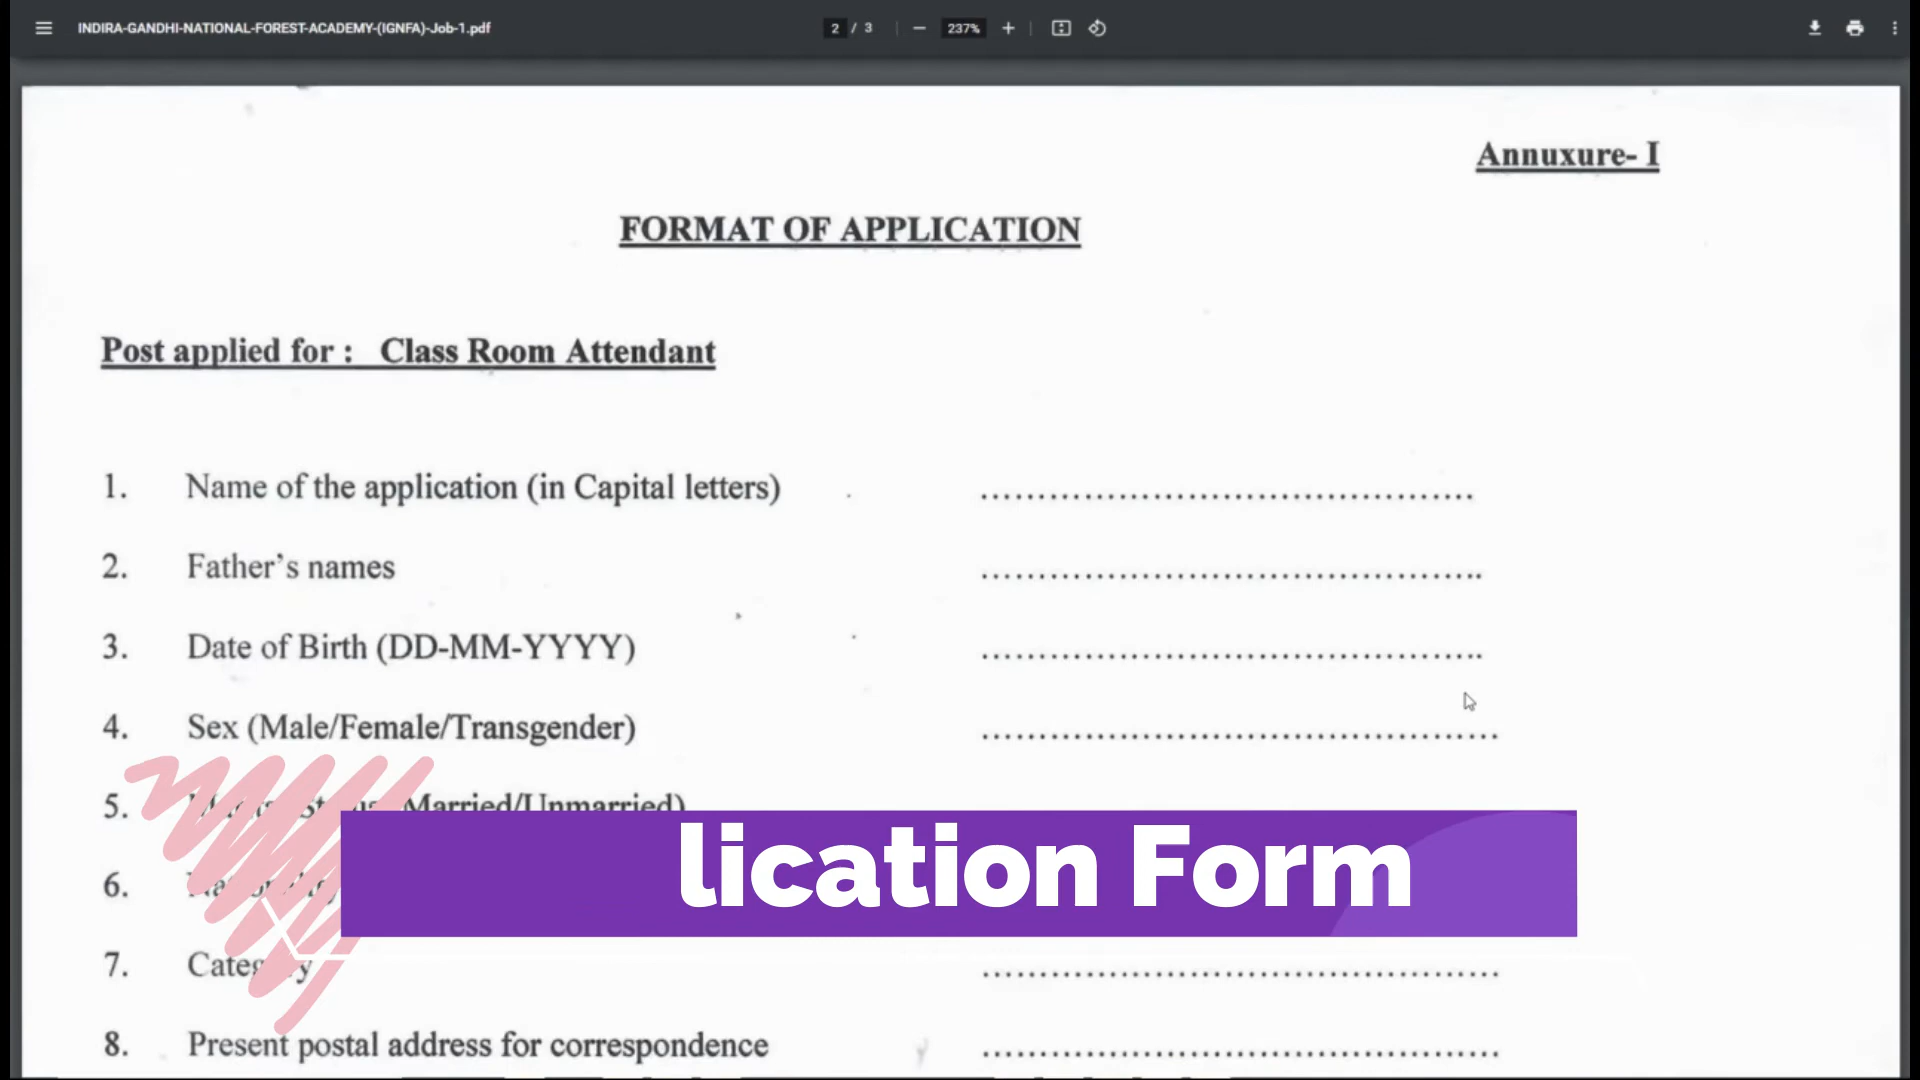 INDIRA-GANDHI-NATIONAL-FOREST-ACADEMY-(IGNFA)-Job-1.pdf
2 / 3
237%
Annuxure- I
FORMAT OF APPLICATION
Post applied for : Class Room Attendant
1. Name of the application (in Capital letters) ..........................................
2. Father's names ..........................................
3. Date of Birth (DD-MM-YYYY) ..........................................
4. Sex (Male/Female/Transgender) ..........................................
5. Married/Unmarried)
6.
lication Form
7. Category ..........................................
8. Present postal address for correspondence ..........................................